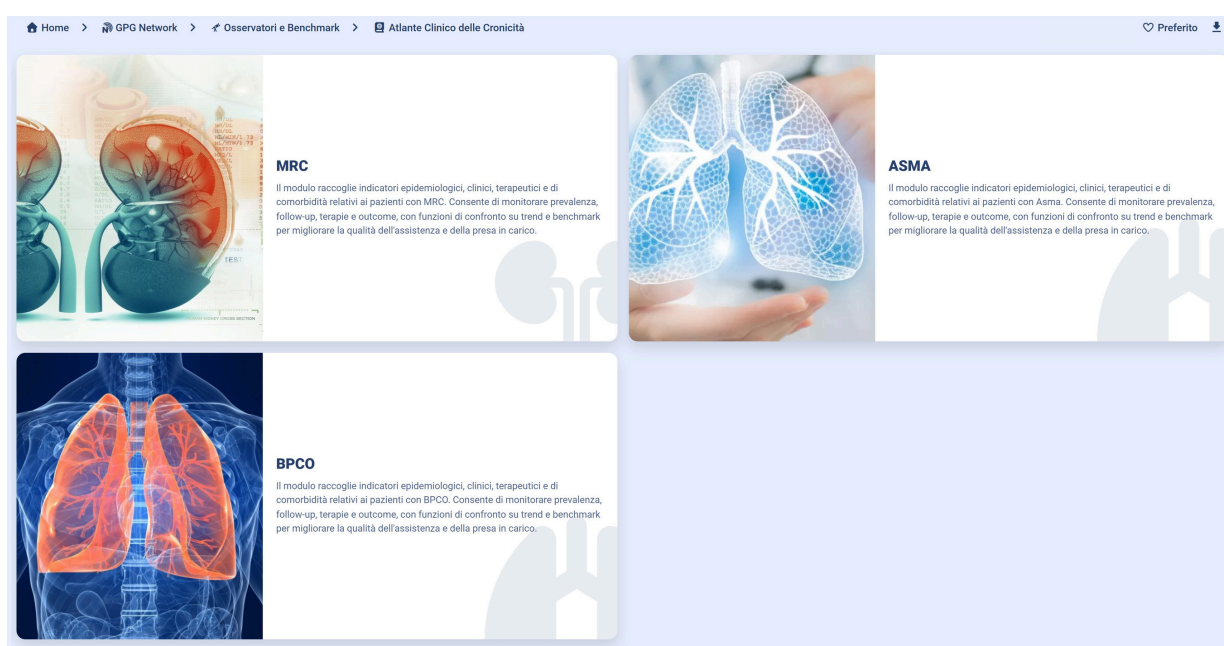 Home > GPG Network > Osservatori e Benchmark > Atlante Clinico delle Cronicità
Preferito
MRC
Il modulo raccoglie indicatori epidemiologici, clinici, terapeutici e di
comorbidità relativi ai pazienti con MRC. Consente di monitorare prevalenza,
follow-up, terapie e outcome, con funzioni di confronto su trend e benchmark
per migliorare la qualità dell'assistenza e della presa in carico.
TEST
ASMA
Il modulo raccoglie indicatori epidemiologici, clinici, terapeutici e di
comorbidità relativi ai pazienti con Asma. Consente di monitorare prevalenza,
follow-up, terapie e outcome, con funzioni di confronto su trend e benchmark
per migliorare la qualità dell'assistenza e della presa in carico.
BPCO
Il modulo raccoglie indicatori epidemiologici, clinici, terapeutici e di
comorbidità relativi ai pazienti con BPCO. Consente di monitorare prevalenza,
follow-up, terapie e outcome, con funzioni di confronto su trend e benchmark
per migliorare la qualità dell'assistenza e della presa in carico.